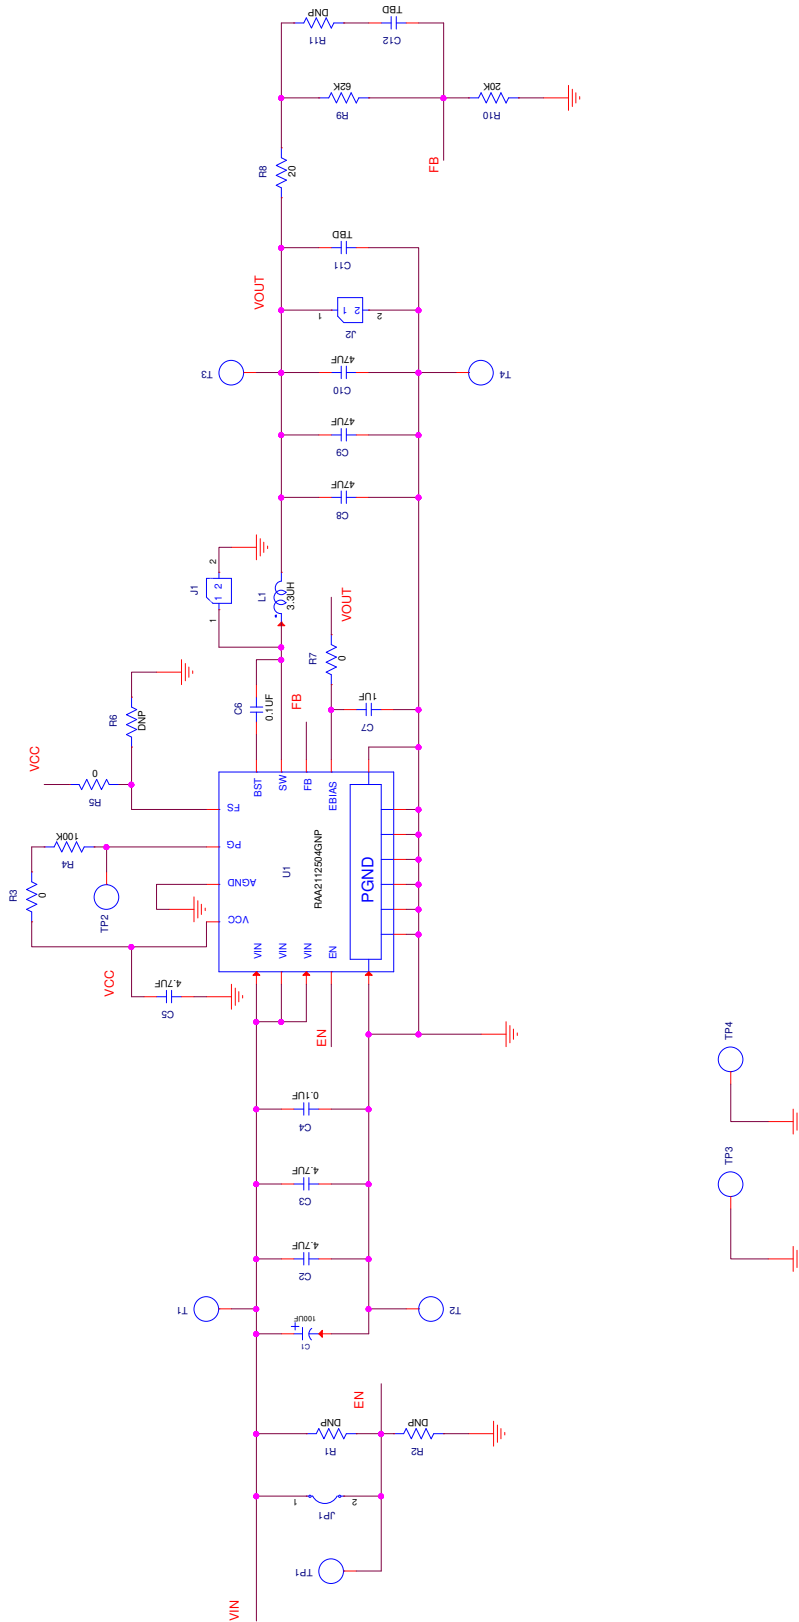 VIN
TP1
JP1
1
2
R1
DNP
EN
R2
DNP
T1
C1
100UF
+
T2
C2
4.7UF
C3
4.7UF
C4
0.1UF
EN
VCC
C5
4.7UF
R3
0
TP2
R4
100K
VCC
R5
0
R6
DNP
U1
RAA2112504GNP
VIN
VIN
VIN
EN
VCC
AGND
PG
FS
BST
SW
FB
EBIAS
PGND
C6
0.1UF
FB
C7
1UF
R7
0
VOUT
J1
1
2
1 2
L1
3.3UH
C8
47UF
C9
47UF
C10
47UF
T3
T4
J2
1
2
1 2
VOUT
C11
TBD
R8
20
R9
62K
R10
20K
FB
R11
DNP
C12
TBD
TP3
TP4